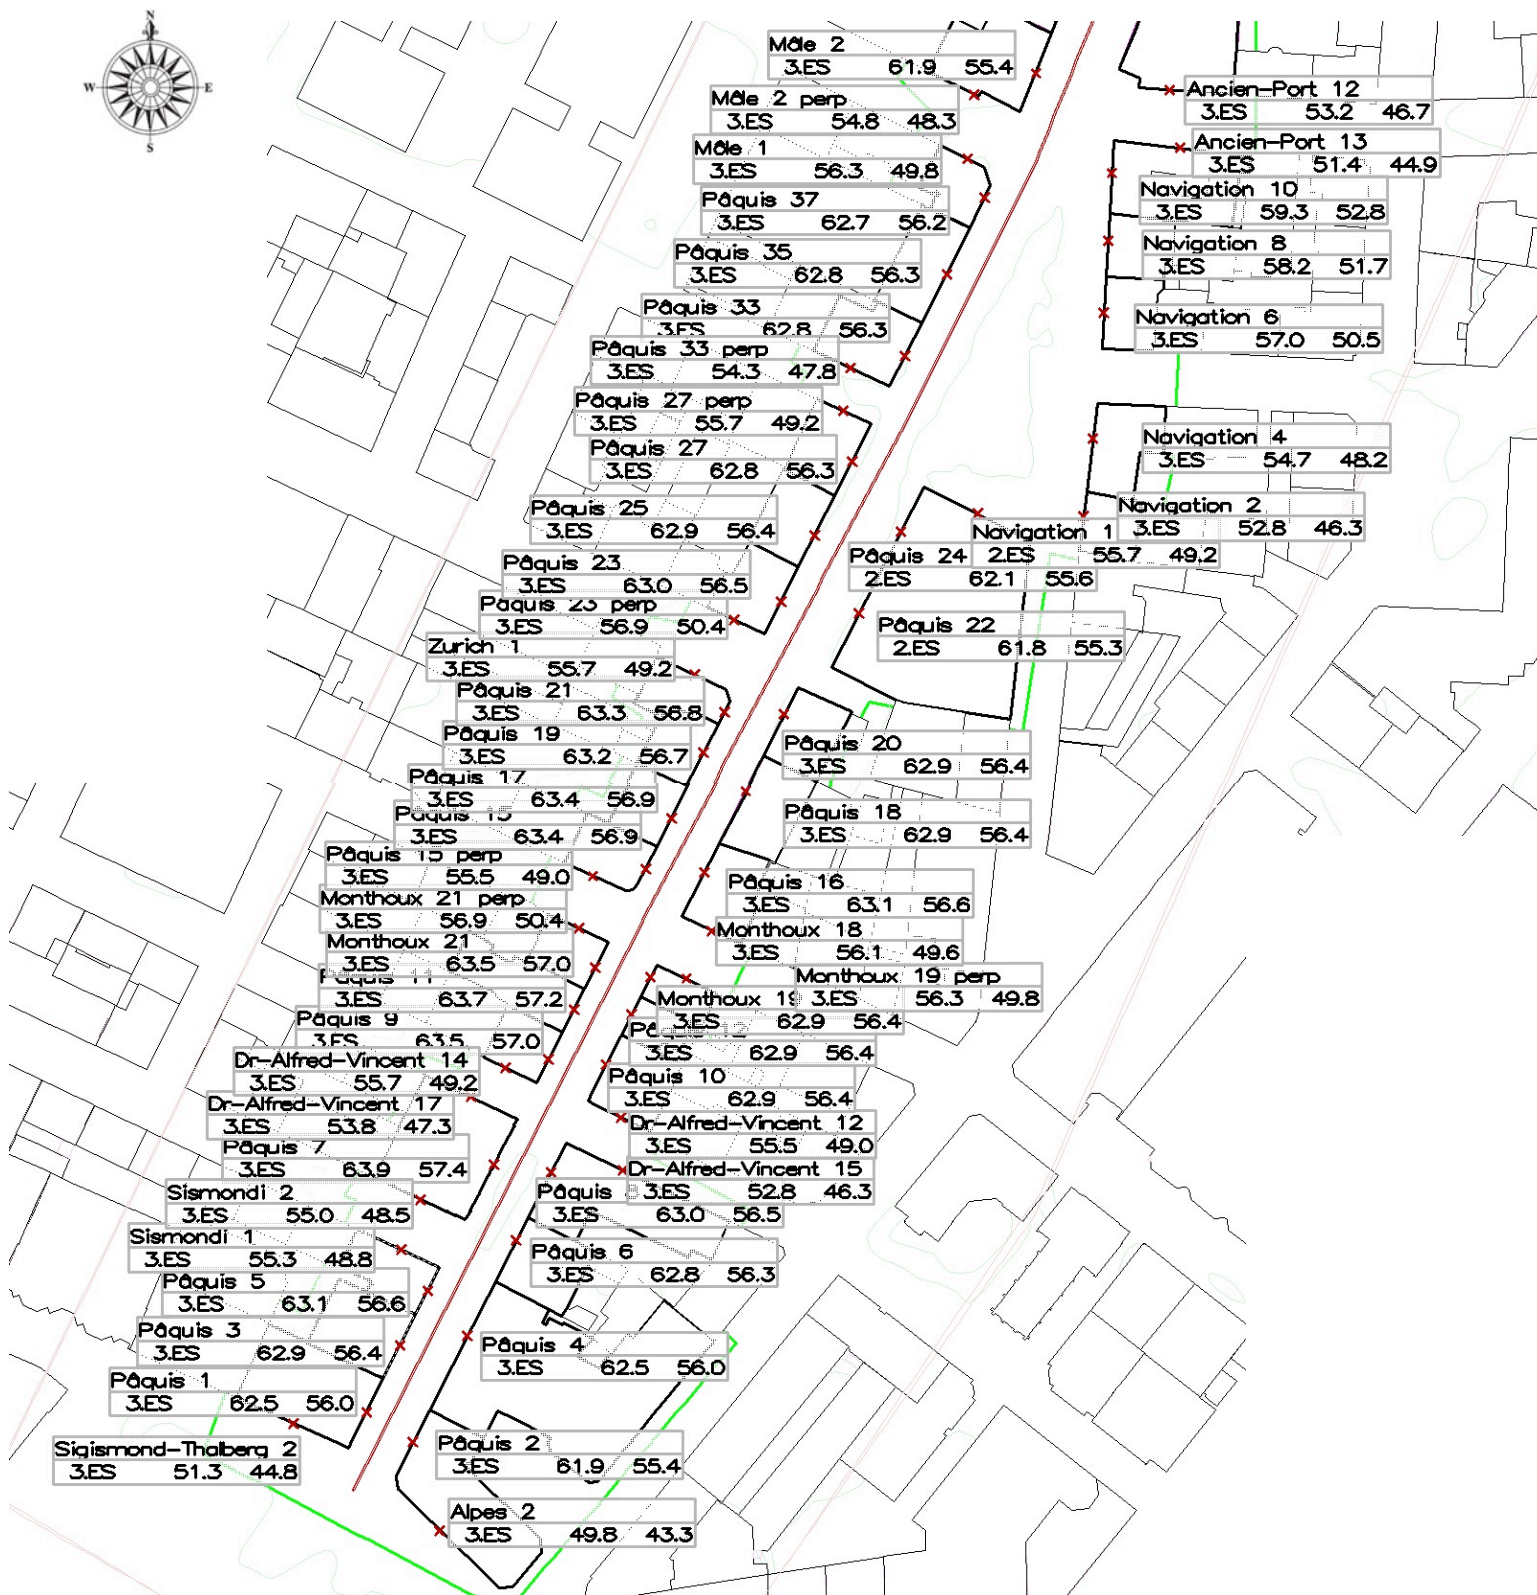 N
W E
S
Môle 2
3.ES 61.9 55.4
Môle 2 perp
3.ES 54.8 48.3
Môle 1
3.ES 56.3 49.8
Pâquis 37
3.ES 62.7 56.2
Pâquis 35
3.ES 62.8 56.3
Pâquis 33
3.ES 62.8 56.3
Pâquis 33 perp
3.ES 54.3 47.8
Pâquis 27 perp
3.ES 55.7 49.2
Pâquis 27
3.ES 62.8 56.3
Pâquis 25
3.ES 62.9 56.4
Pâquis 23
3.ES 63.0 56.5
Pâquis 23 perp
3.ES 56.9 50.4
Zurich 1
3.ES 55.7 49.2
Pâquis 21
3.ES 63.3 56.8
Pâquis 19
3.ES 63.2 56.7
Pâquis 17
3.ES 63.4 56.9
Pâquis 15
3.ES 63.4 56.9
Pâquis 15 perp
3.ES 55.5 49.0
Monthoux 21 perp
3.ES 56.9 50.4
Monthoux 21
3.ES 63.5 57.0
Pâquis 11
3.ES 63.7 57.2
Pâquis 9
3.ES 63.5 57.0
Dr-Alfred-Vincent 14
3.ES 55.7 49.2
Dr-Alfred-Vincent 17
3.ES 53.8 47.3
Pâquis 7
3.ES 63.9 57.4
Sismondi 2
3.ES 55.0 48.5
Sismondi 1
3.ES 55.3 48.8
Pâquis 5
3.ES 63.1 56.6
Pâquis 3
3.ES 62.9 56.4
Pâquis 1
3.ES 62.5 56.0
Sigismond-Thalberg 2
3.ES 51.3 44.8
Ancien-Port 12
3.ES 53.2 46.7
Ancien-Port 13
3.ES 51.4 44.9
Navigation 10
3.ES 59.3 52.8
Navigation 8
3.ES 58.2 51.7
Navigation 6
3.ES 57.0 50.5
Navigation 4
3.ES 54.7 48.2
Navigation 2
3.ES 52.8 46.3
Navigation 1
2.ES 55.7 49.2
Pâquis 24
2.ES 62.1 55.6
Pâquis 22
2.ES 61.8 55.3
Pâquis 20
3.ES 62.9 56.4
Pâquis 18
3.ES 62.9 56.4
Pâquis 16
3.ES 63.1 56.6
Monthoux 18
3.ES 56.1 49.6
Monthoux 19 perp
3.ES 56.3 49.8
Monthoux 19
3.ES 62.9 56.4
3.ES 62.9 56.4
Pâquis 10
3.ES 62.9 56.4
Dr-Alfred-Vincent 12
3.ES 55.5 49.0
Dr-Alfred-Vincent 15
3.ES 52.8 46.3
Pâquis
3.ES 63.0 56.5
Pâquis 6
3.ES 62.8 56.3
Pâquis 4
3.ES 62.5 56.0
Pâquis 2
3.ES 61.9 55.4
Alpes 2
3.ES 49.8 43.3